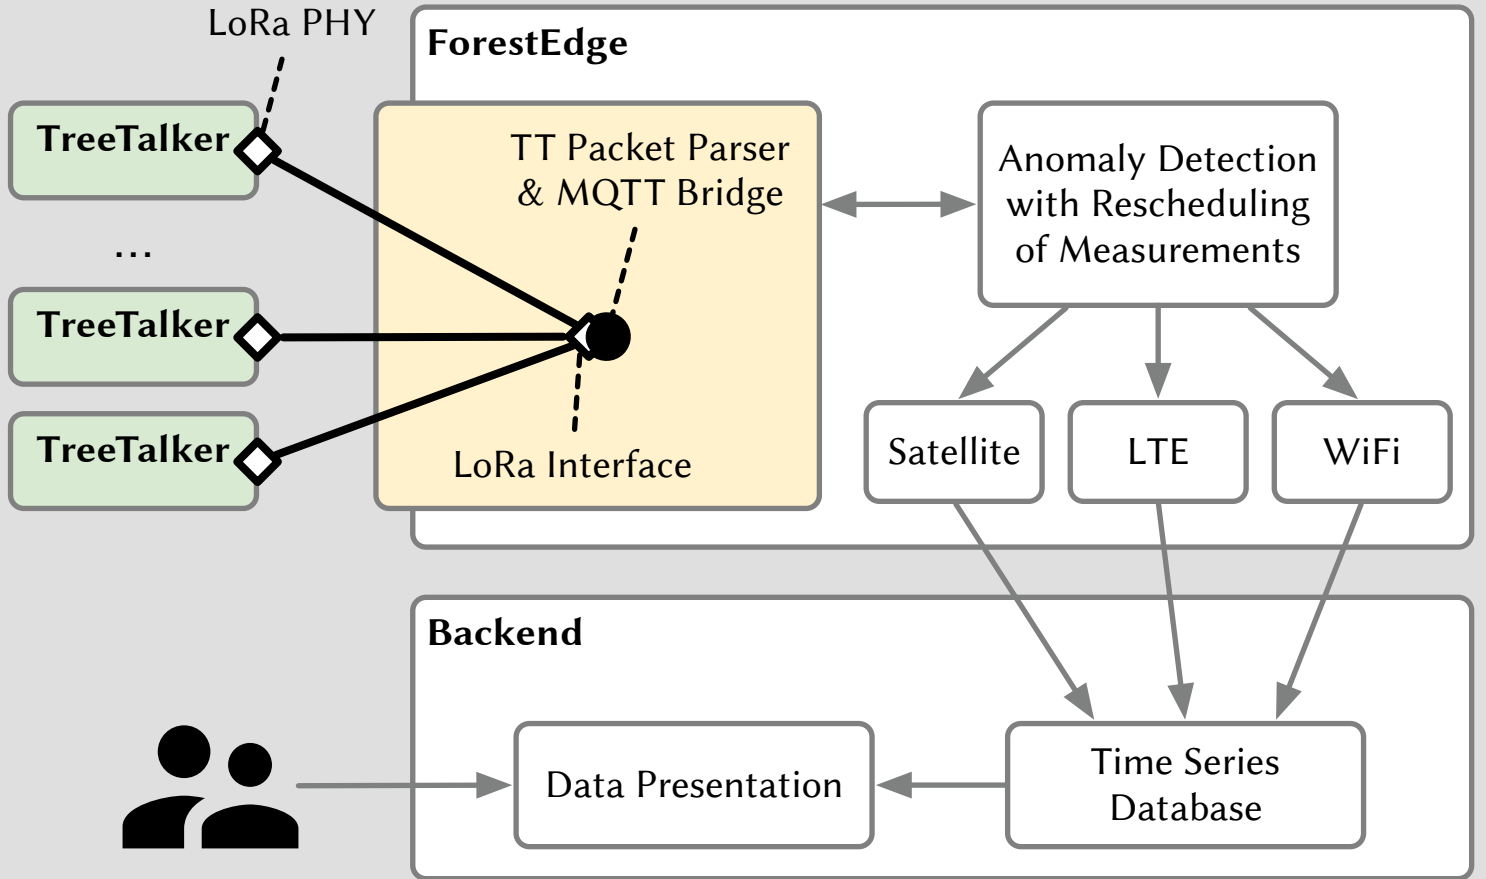 LoRa PHY
ForestEdge
TreeTalker
TT Packet Parser
& MQTT Bridge
Anomaly Detection
with Rescheduling
of Measurements
...
TreeTalker
TreeTalker
LoRa Interface
Satellite
LTE
WiFi
Backend
Data Presentation
Time Series
Database